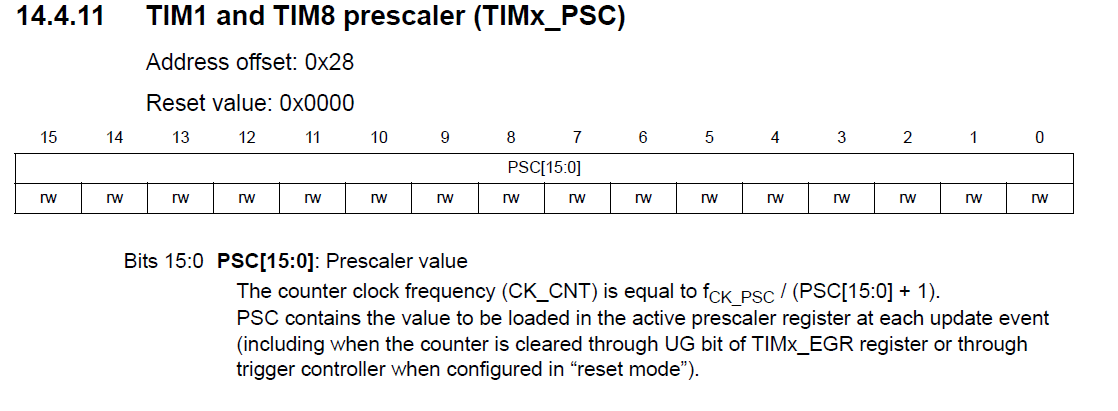 14.4.11 TIM1 and TIM8 prescaler (TIMx_PSC)
Address offset: 0x28
Reset value: 0x0000
15 14 13 12 11 10 9 8 7 6 5 4 3 2 1 0
PSC[15:0]
rw rw rw rw rw rw rw rw rw rw rw rw rw rw rw rw
Bits 15:0 PSC[15:0]: Prescaler value
The counter clock frequency (CK_CNT) is equal to fCK_PSC / (PSC[15:0] + 1).
PSC contains the value to be loaded in the active prescaler register at each update event
(including when the counter is cleared through UG bit of TIMx_EGR register or through
trigger controller when configured in “reset mode”).